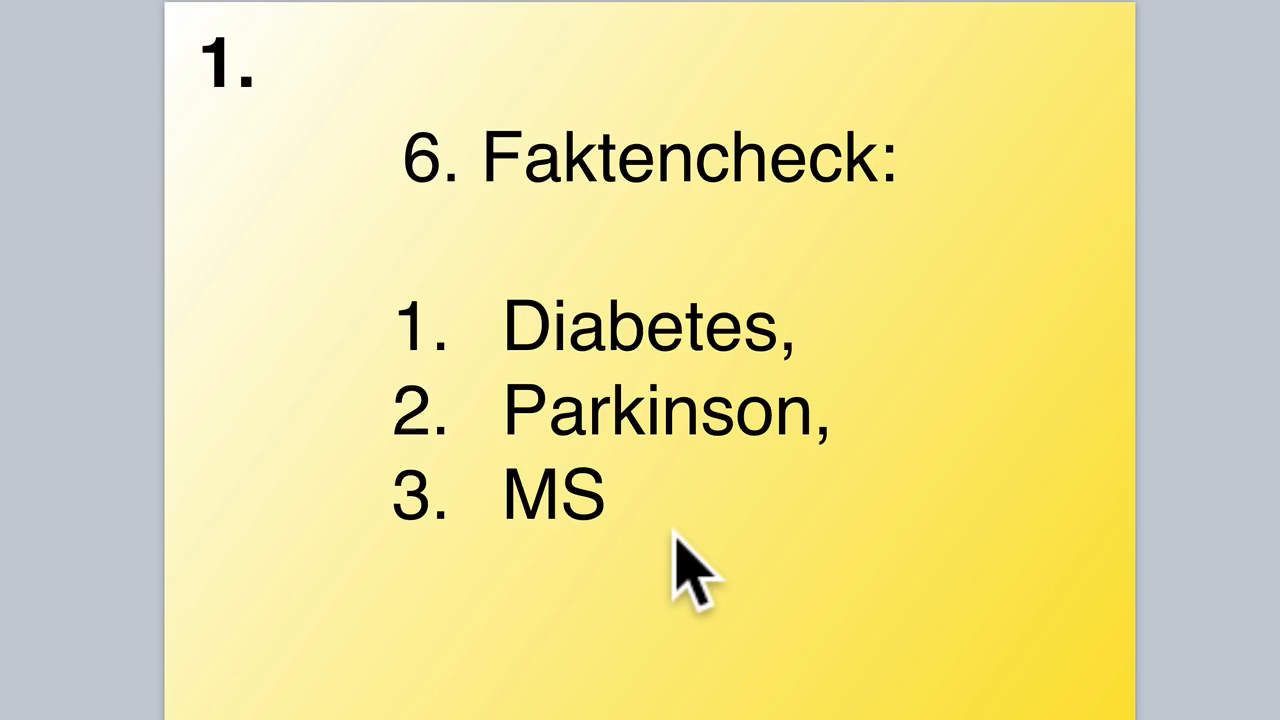 1.
6. Faktencheck:
1. Diabetes,
2. Parkinson,
3. MS